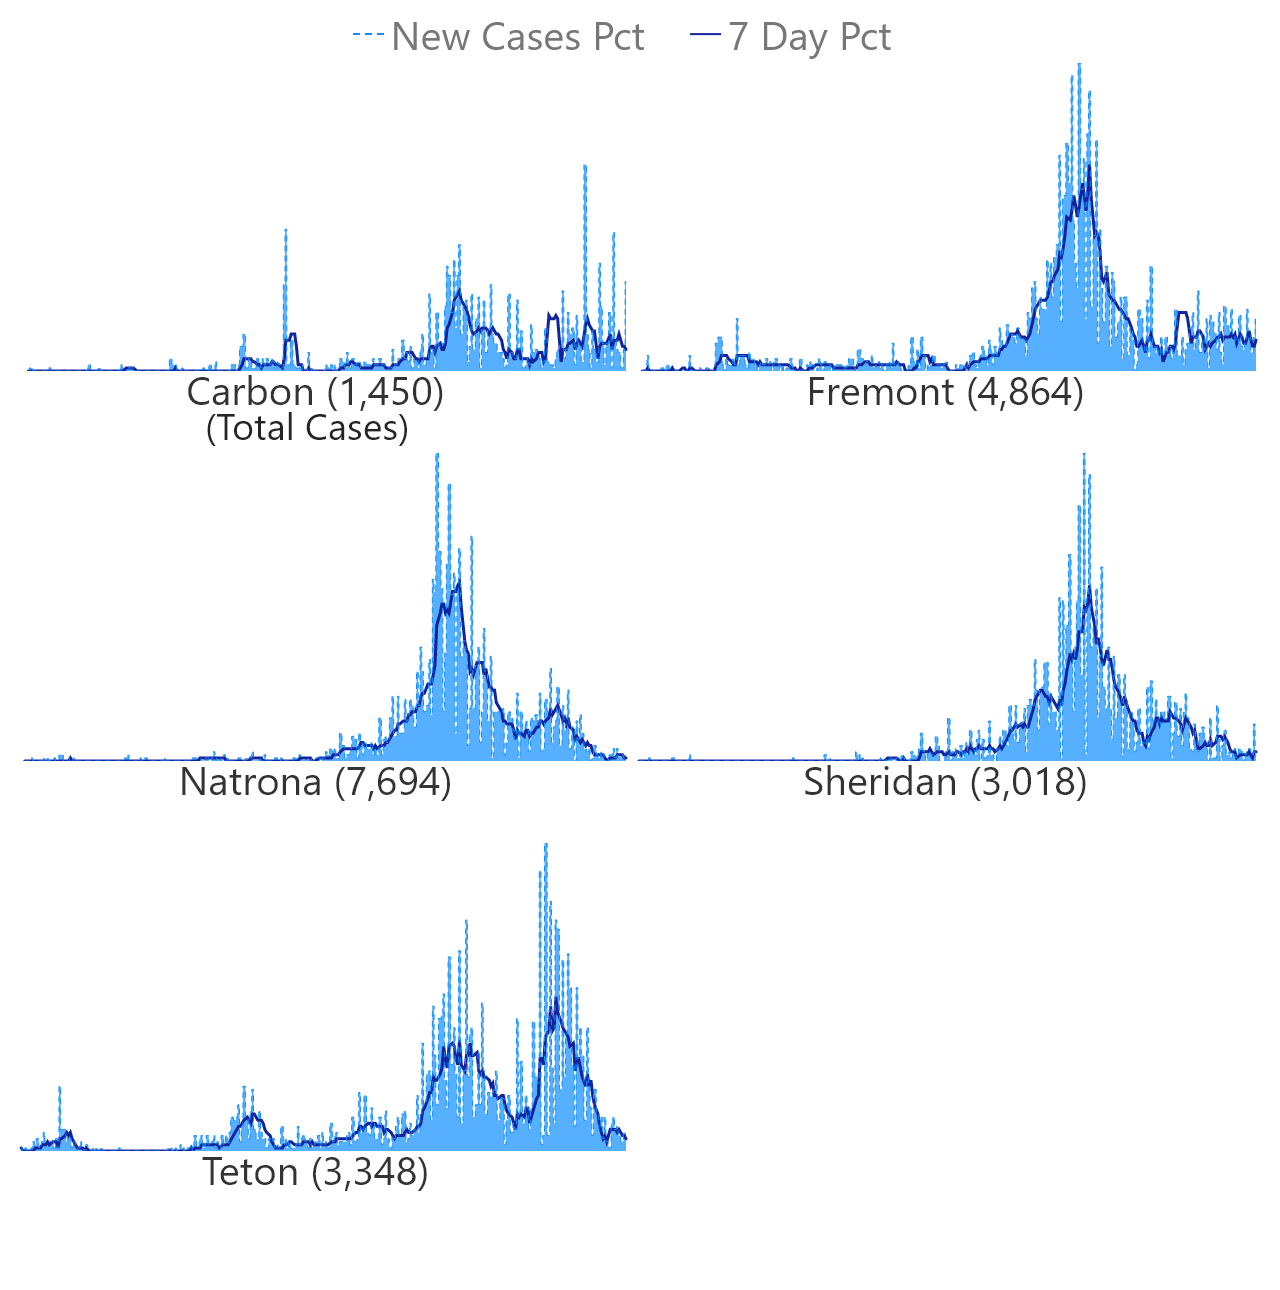 New Cases Pct 7 Day Pct
Carbon (1,450) Fremont (4,864)
(Total Cases)
Natrona (7,694) Sheridan (3,018)
Teton (3,348)